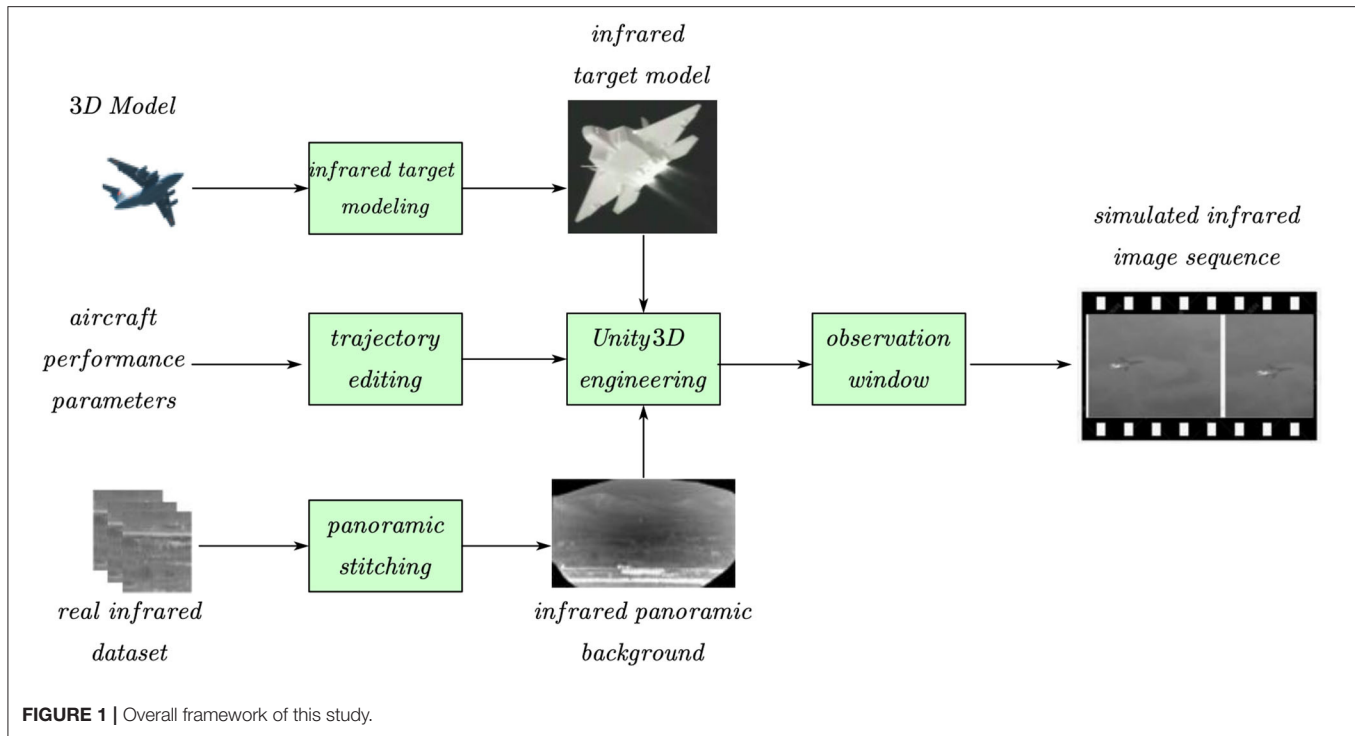 infrared
target model
3D Model
infrared target
modeling
simulated infrared
image sequence
aircraft
performance
parameters
trajectory
editing
Unity3D
engineering
observation
window
panoramic
stitching
real infrared
dataset
infrared panoramic
background
FIGURE 1 | Overall framework of this study.